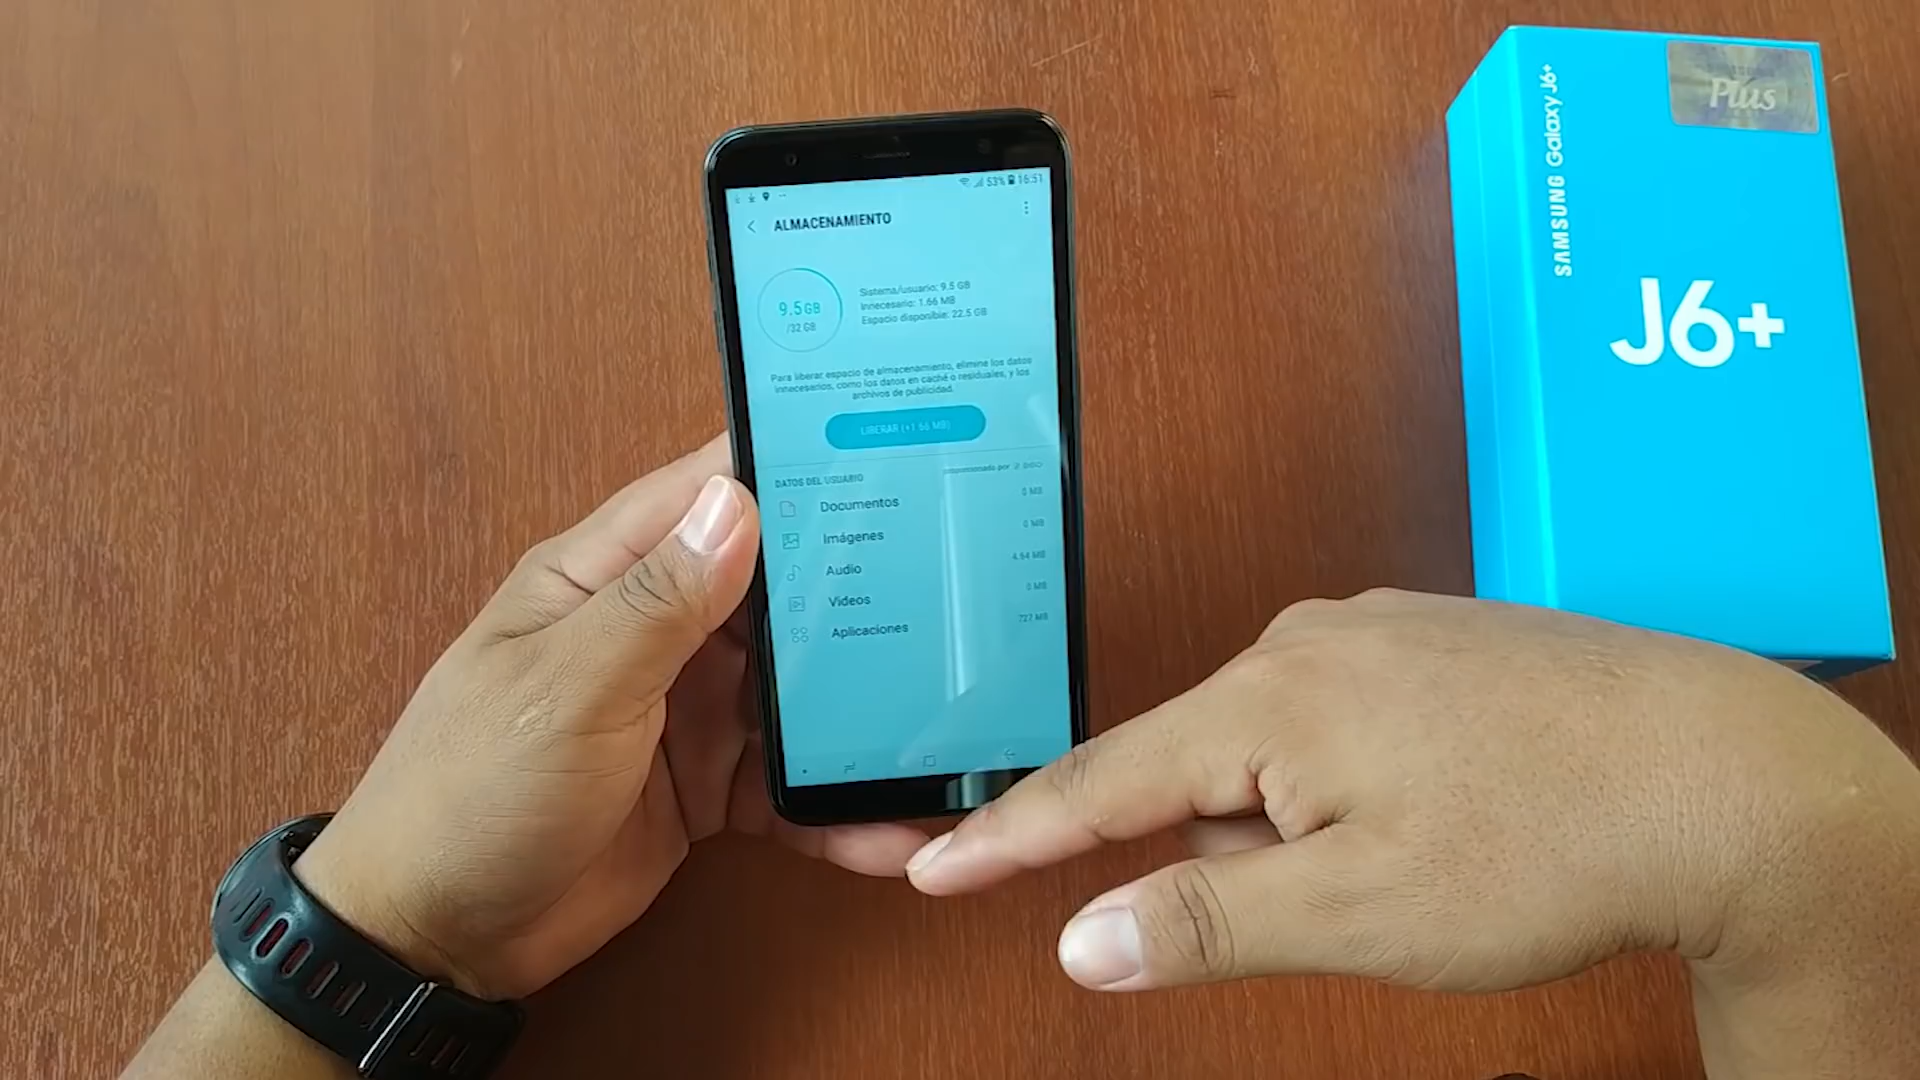 53% 16:51
ALMACENAMIENTO
9.5 GB
/32 GB
Sistema/usuario: 9.5 GB
Innecesario: 1.66 MB
Espacio disponible: 22.5 GB
Para liberar espacio de almacenamiento, elimine los datos
innecesarios, como los datos en caché o residuales, y los
archivos de publicidad.
LIBERAR (+1.66 MB)
DATOS DEL USUARIO
proporcionado por
Documentos 0 MB
Imágenes 0 MB
Audio 4.64 MB
Videos 0 MB
Aplicaciones 727 MB
SAMSUNG Galaxy J6+
Plus
J6+